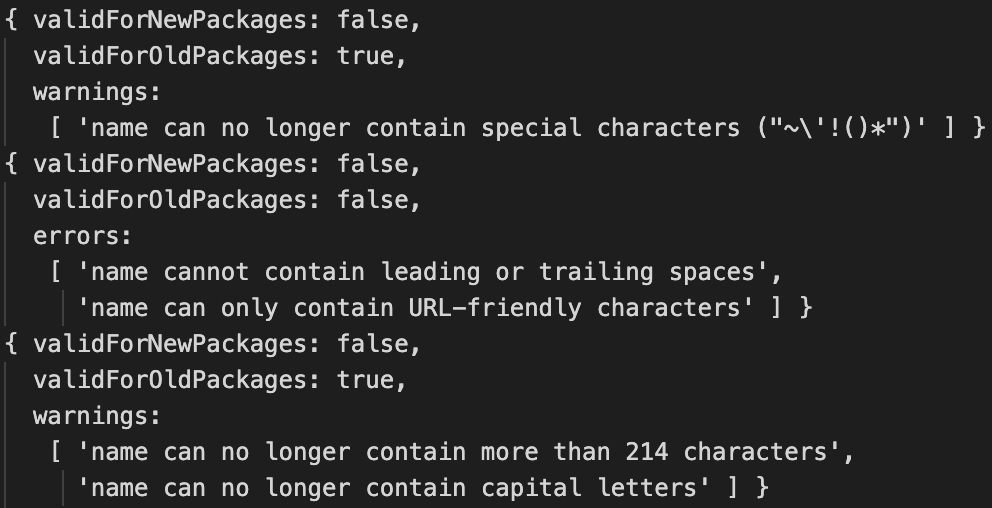 { validForNewPackages: false,
  validForOldPackages: true,
  warnings:
   [ 'name can no longer contain special characters ("~\'!()*")' ] }
{ validForNewPackages: false,
  validForOldPackages: false,
  errors:
   [ 'name cannot contain leading or trailing spaces',
     'name can only contain URL-friendly characters' ] }
{ validForNewPackages: false,
  validForOldPackages: true,
  warnings:
   [ 'name can no longer contain more than 214 characters',
     'name can no longer contain capital letters' ] }